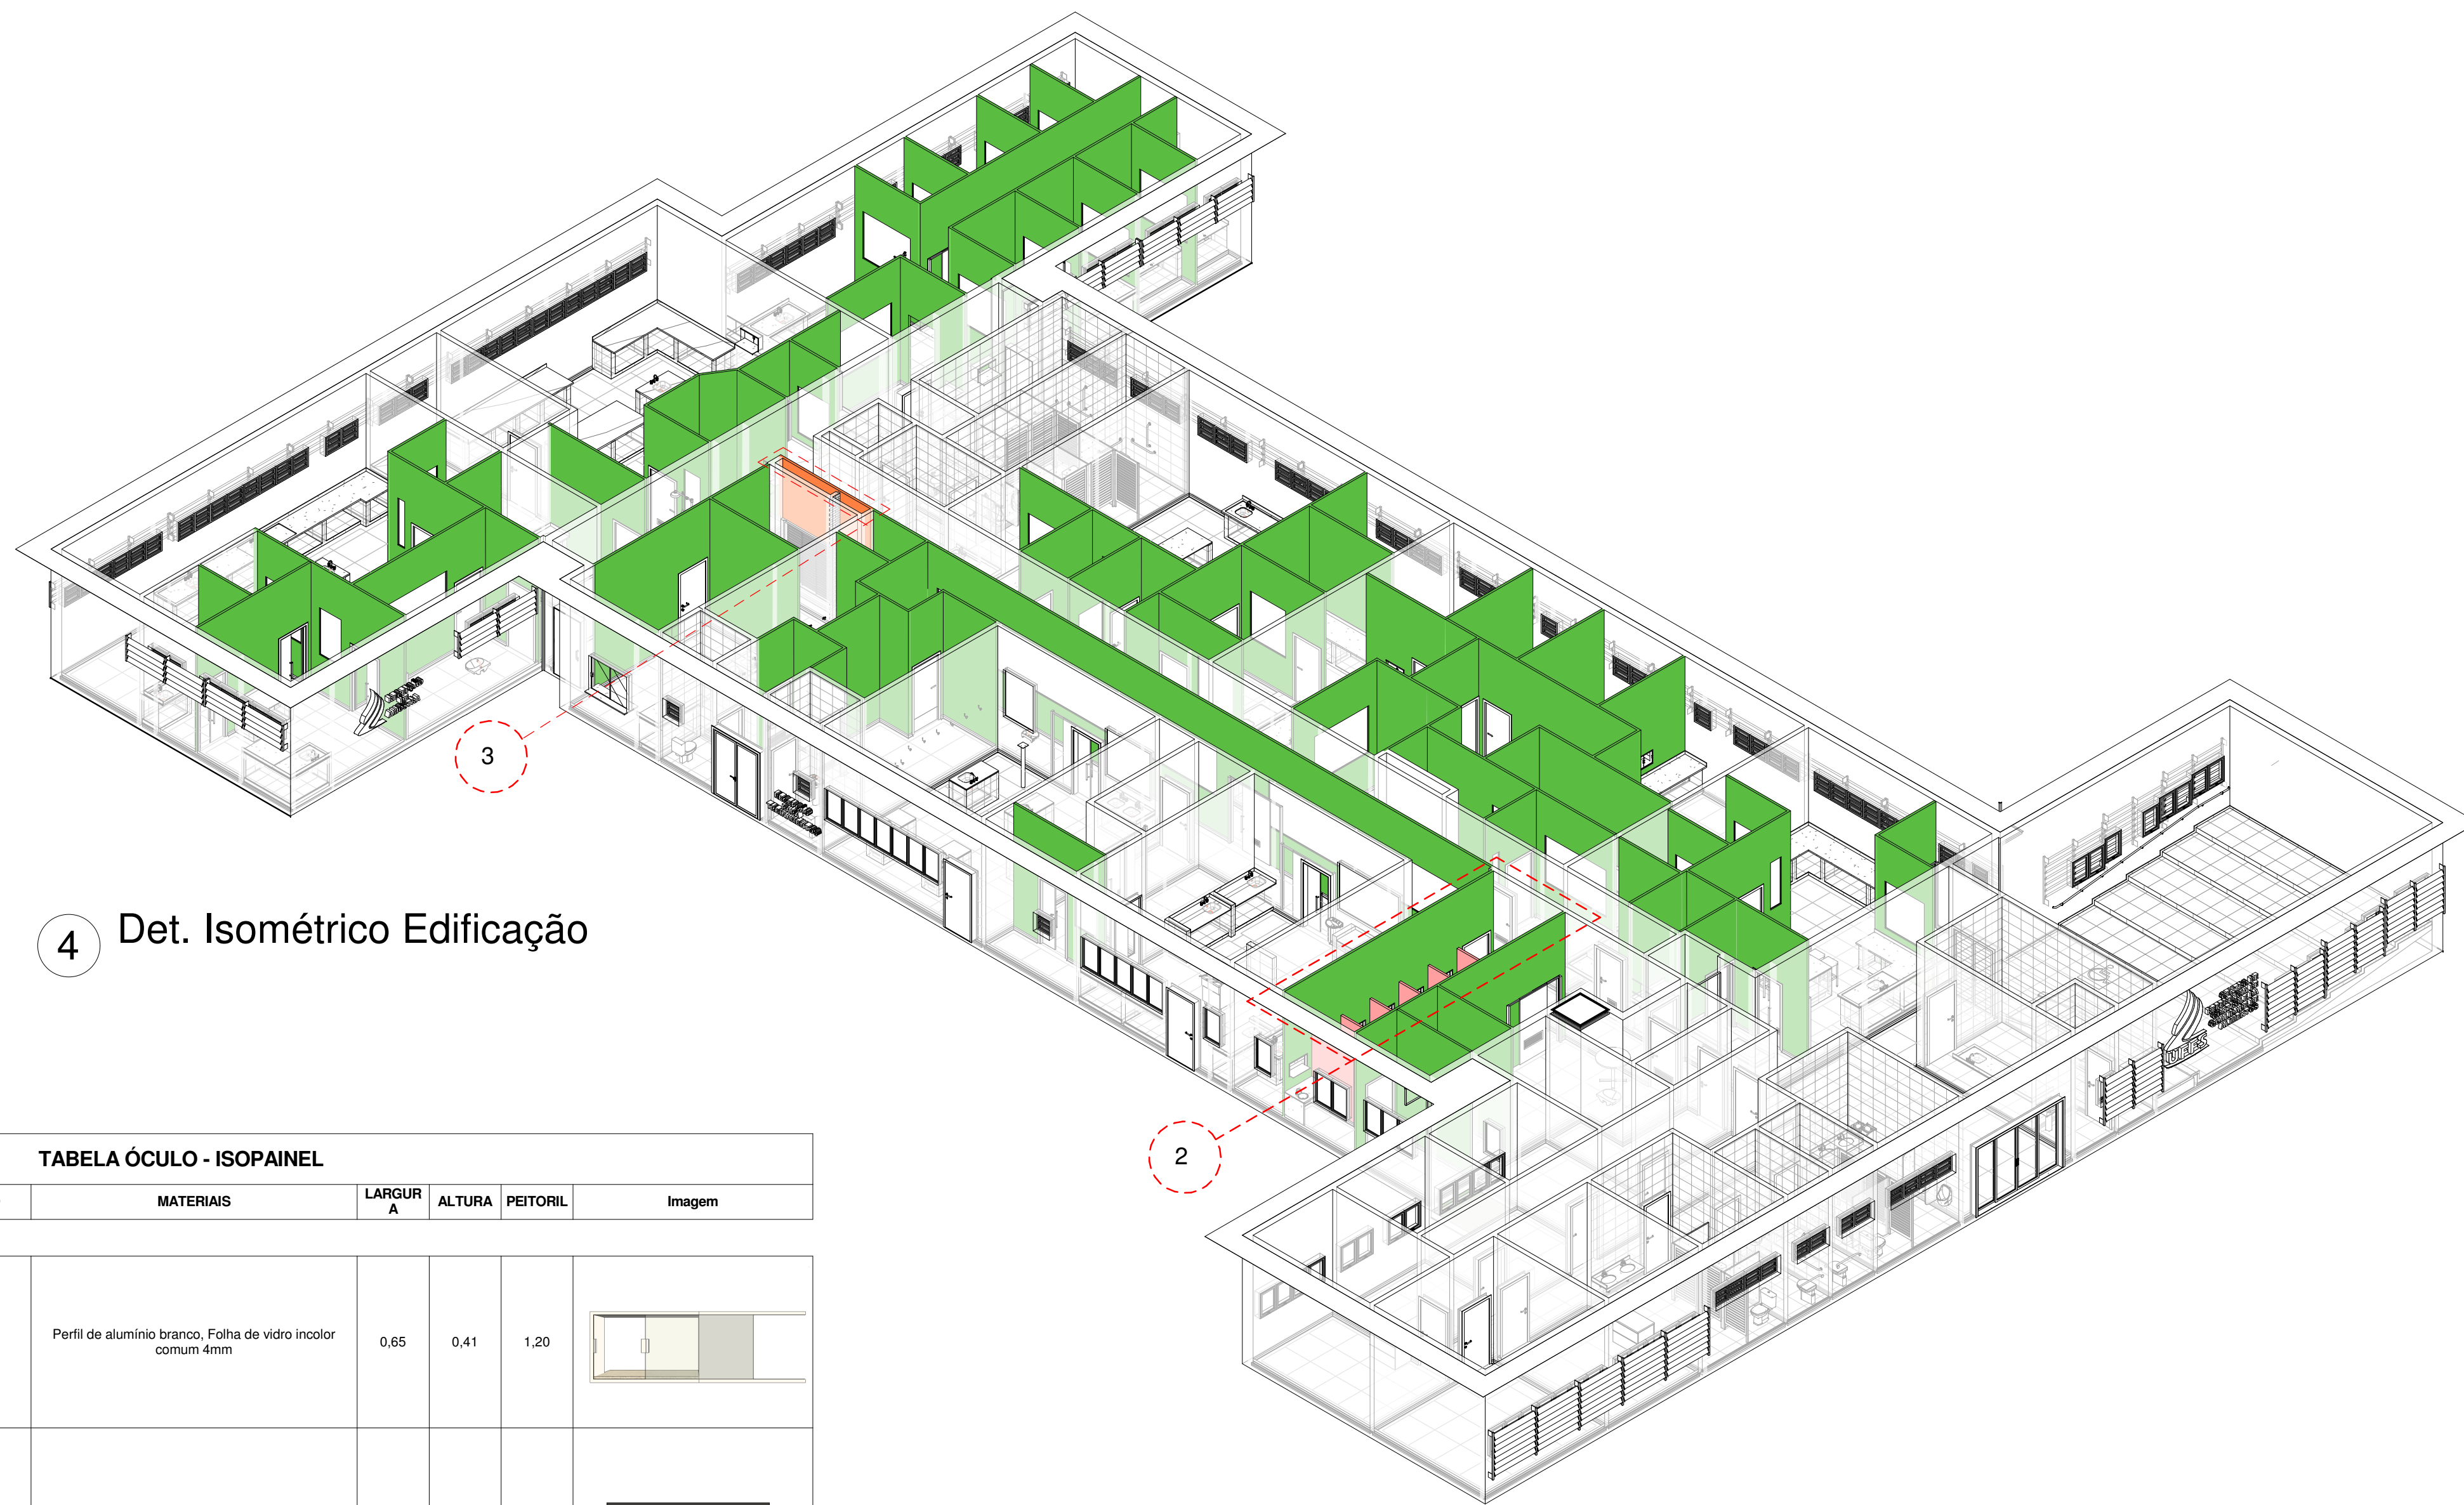 3
4
Det. Isométrico Edificação
2
UFFS
TABELA ÓCULO - ISOPAINEL
MATERIAIS
LARGUR
A
ALTURA
PEITORIL
Imagem
Perfil de alumínio branco, Folha de vidro incolor
comum 4mm
0,65
0,41
1,20